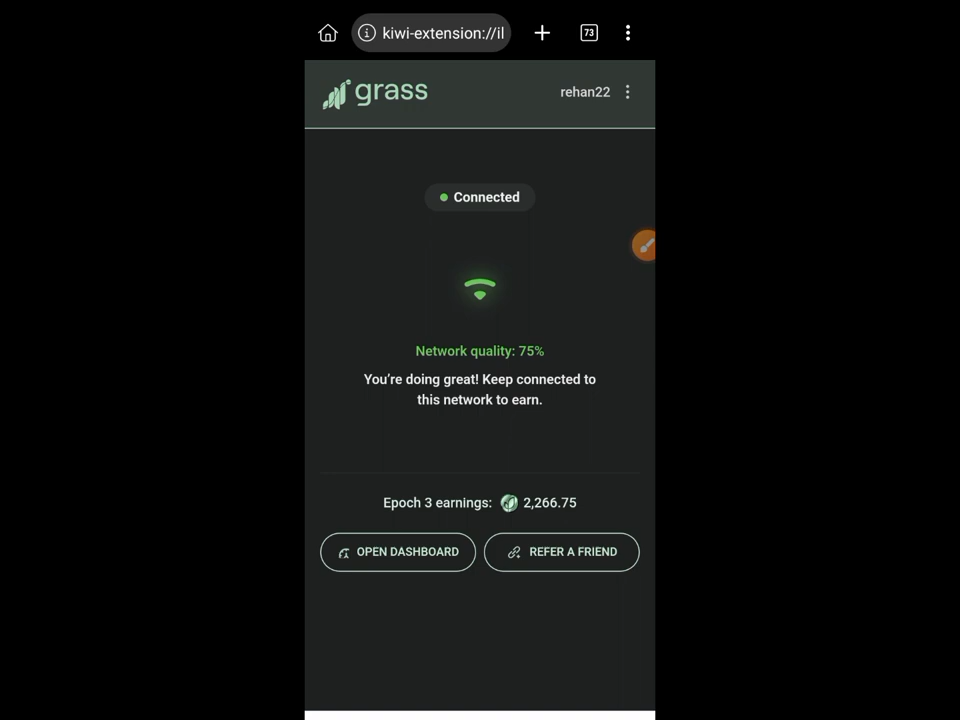 kiwi-extension://il
73
grass
rehan22
Connected
Network quality: 75%
You're doing great! Keep connected to
this network to earn.
Epoch 3 earnings: 2,266.75
OPEN DASHBOARD
REFER A FRIEND